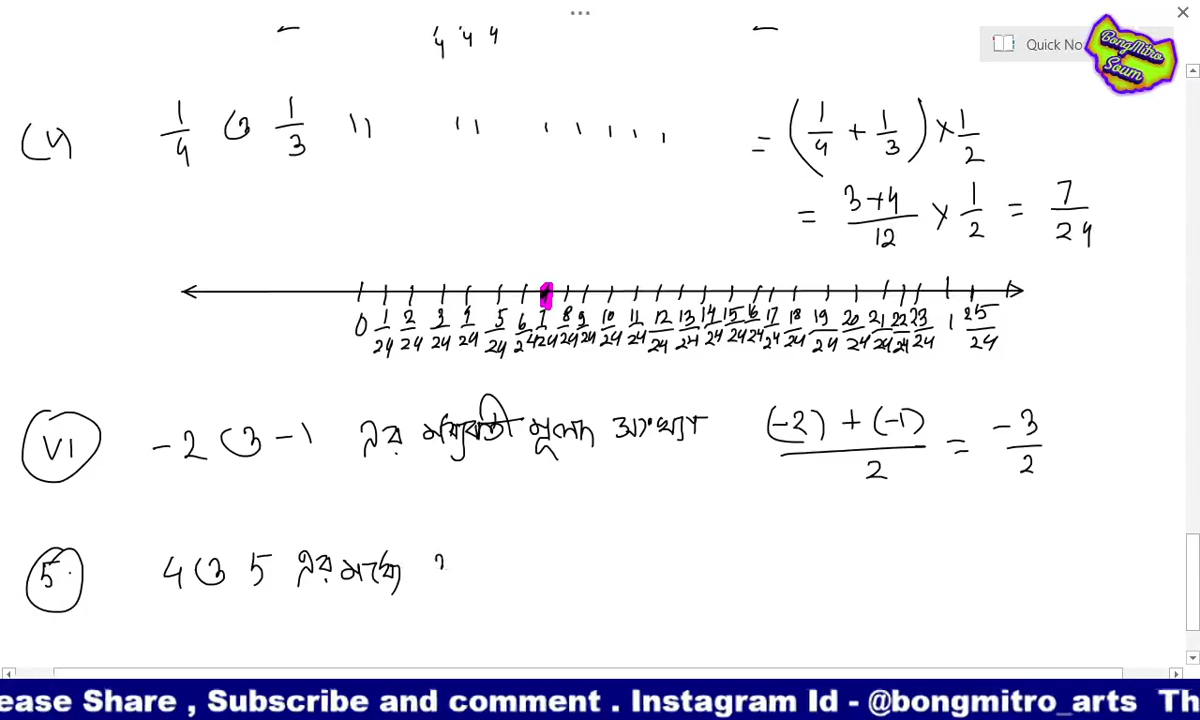 4 4 4
Quick No
BongMitro
Soum
(V) 1/4 ও 1/3 " " = (1/4 + 1/3) × 1/2
= 3+4/12 × 1/2 = 7/24
0 1/24 2/24 3/24 4/24 5/24 6/24 7/24 8/24 9/24 10/24 11/24 12/24 13/24 14/24 15/24 16/24 17/24 18/24 19/24 20/24 21/24 22/24 23/24 1 25/24
VI -2 ও -1 এর মধ্যবর্তী মূলদ সংখ্যা (-2) + (-1)/2 = -3/2
5. 4 ও 5 এর মধ্যে
ease Share , Subscribe and comment . Instagram Id - @bongmitro_arts Th